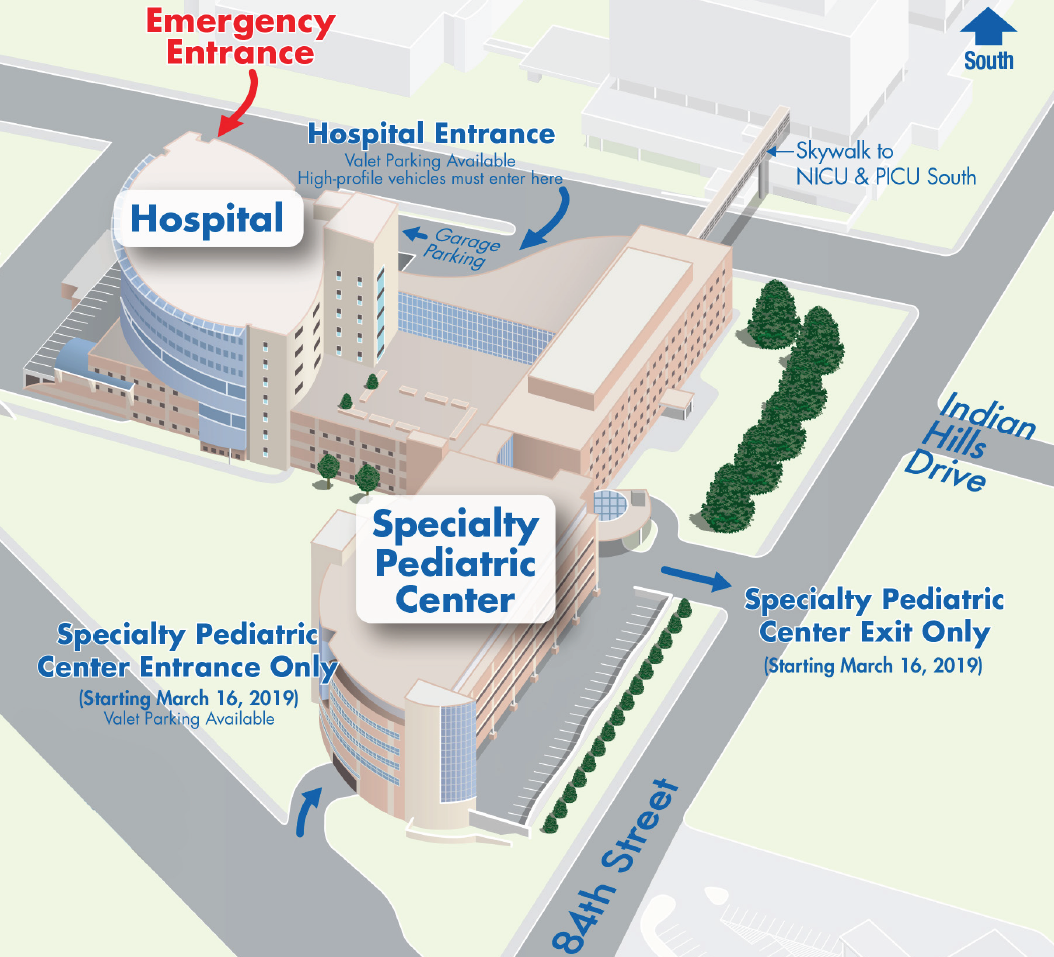 Emergency
Entrance
South
Hospital Entrance
Valet Parking Available
High-profile vehicles must enter here
Skywalk to
NICU & PICU South
Hospital
Garage
Parking
Indian
Hills
Drive
Specialty
Pediatric
Center
Specialty Pediatric
Center Exit Only
(Starting March 16, 2019)
Specialty Pediatric
Center Entrance Only
(Starting March 16, 2019)
Valet Parking Available
84th Street